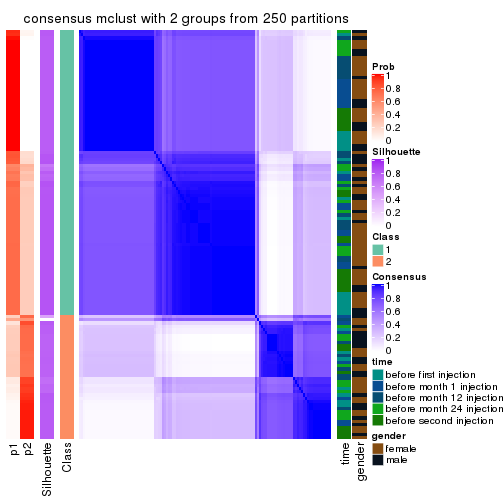 consensus mclust with 2 groups from 250 partitions
Prob
1
0.8
0.6
0.4
0.2
0
Silhouette
1
0.8
0.6
0.4
0.2
0
Class
1
2
Consensus
1
0.8
0.6
0.4
0.2
0
time
before first injection
before month 1 injection
before month 12 injection
before month 24 injection
before second injection
gender
female
male
p1
p2
Silhouette
Class
time
gender